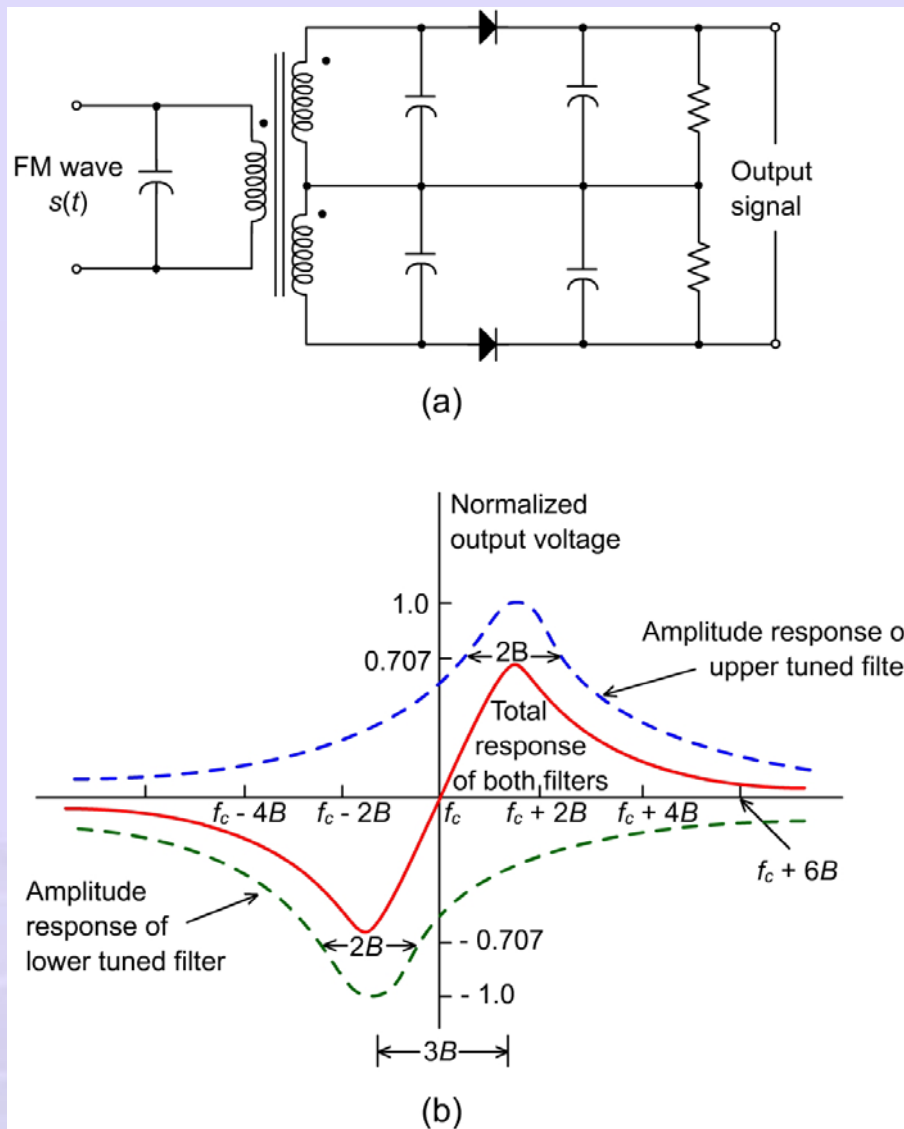 FM wave
s(t)
Output
signal
(a)
Normalized
output voltage
1.0
0.707
2B
Amplitude response o
upper tuned filte
Total
response
of both filters
fc - 4B
fc - 2B
fc
fc + 2B
fc + 4B
fc + 6B
Amplitude
response of
lower tuned filter
2B
- 0.707
- 1.0
3B
(b)